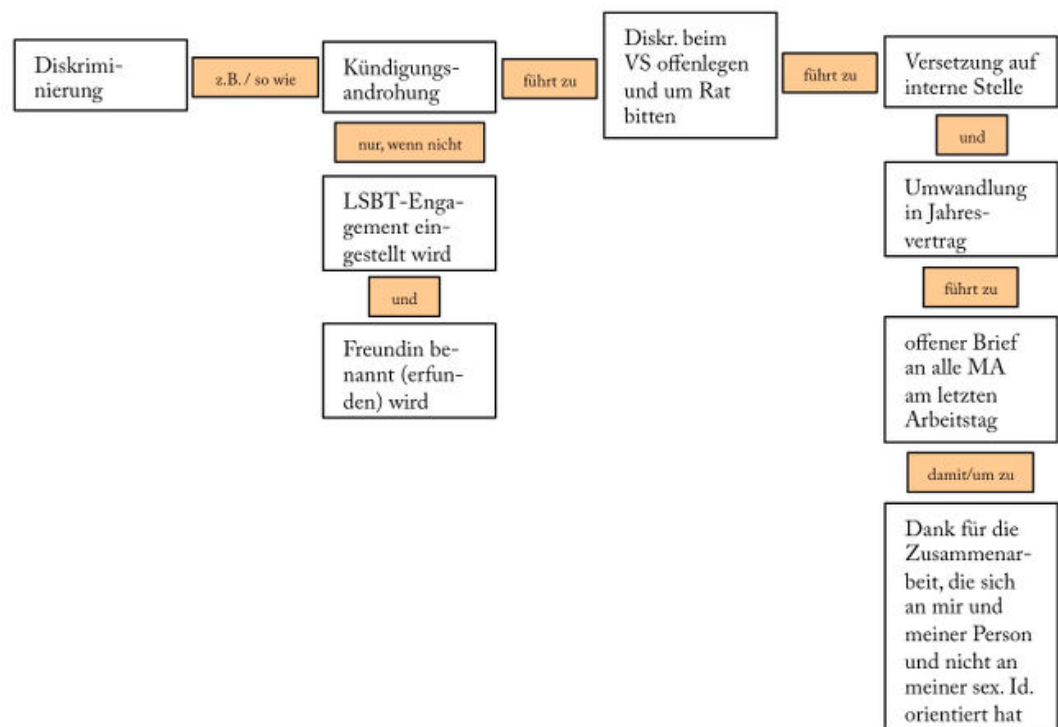 Diskrimi-
nierung
z.B. / so wie
Kündigungs-
androhung
führt zu
Diskr. beim
VS offenlegen
und um Rat
bitten
führt zu
Versetzung auf
interne Stelle
nur, wenn nicht
LSBT-Enga-
gement ein-
gestellt wird
und
Freundin be-
nannt (erfun-
den) wird
und
Umwandlung
in Jahres-
vertrag
führt zu
offener Brief
an alle MA
am letzten
Arbeitstag
damit/um zu
Dank für die
Zusammenar-
beit, die sich
an mir und
meiner Person
und nicht an
meiner sex. Id.
orientiert hat